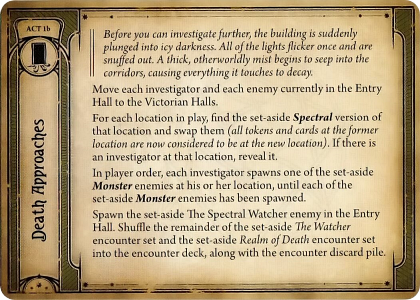 ACT 1b
Death Approaches
Before you can investigate further, the building is suddenly
plunged into icy darkness. All of the lights flicker once and are
snuffed out. A thick, otherworldly mist begins to seep into the
corridors, causing everything it touches to decay.
Move each investigator and each enemy currently in the Entry
Hall to the Victorian Halls.
For each location in play, find the set-aside Spectral version of
that location and swap them (all tokens and cards at the former
location are now considered to be at the new location). If there is
an investigator at that location, reveal it.
In player order, each investigator spawns one of the set-aside
Monster enemies at his or her location, until each of the
set-aside Monster enemies has been spawned.
Spawn the set-aside The Spectral Watcher enemy in the Entry
Hall. Shuffle the remainder of the set-aside The Watcher
encounter set and the set-aside Realm of Death encounter set
into the encounter deck, along with the encounter discard pile.